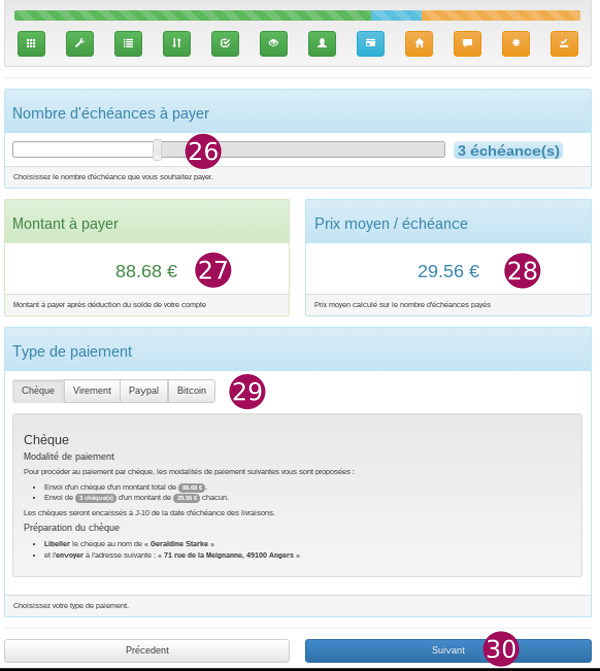 Nombre d'échéances à payer
26
3 échéance(s)
Choisissez le nombre d'échéance que vous souhaitez payer.
Montant à payer
88.68 €
27
Montant à payer après déduction du solde de votre compte
Prix moyen / échéance
29.56 €
28
Prix moyen calculé sur le nombre d'échéances payés
Type de paiement
Chèque Virement Paypal Bitcoin
29
Chèque
Modalité de paiement
Pour procéder au paiement par chèque, les modalités de paiement suivantes vous sont proposées :
Envoi d'un chèque d'un montant total de 88.68 €.
Envoi de 3 chèque(s) d'un montant de 29.56 € chacun.
Les chèques seront encaissés à J-10 de la date d'échéance des livraisons.
Préparation du chèque
Libeller le chèque au nom de « Geraldine Starke »
et l'envoyer à l'adresse suivante : « 71 rue de la Meignanne, 49100 Angers »
Choisissez votre type de paiement.
Précedent
Suivant
30